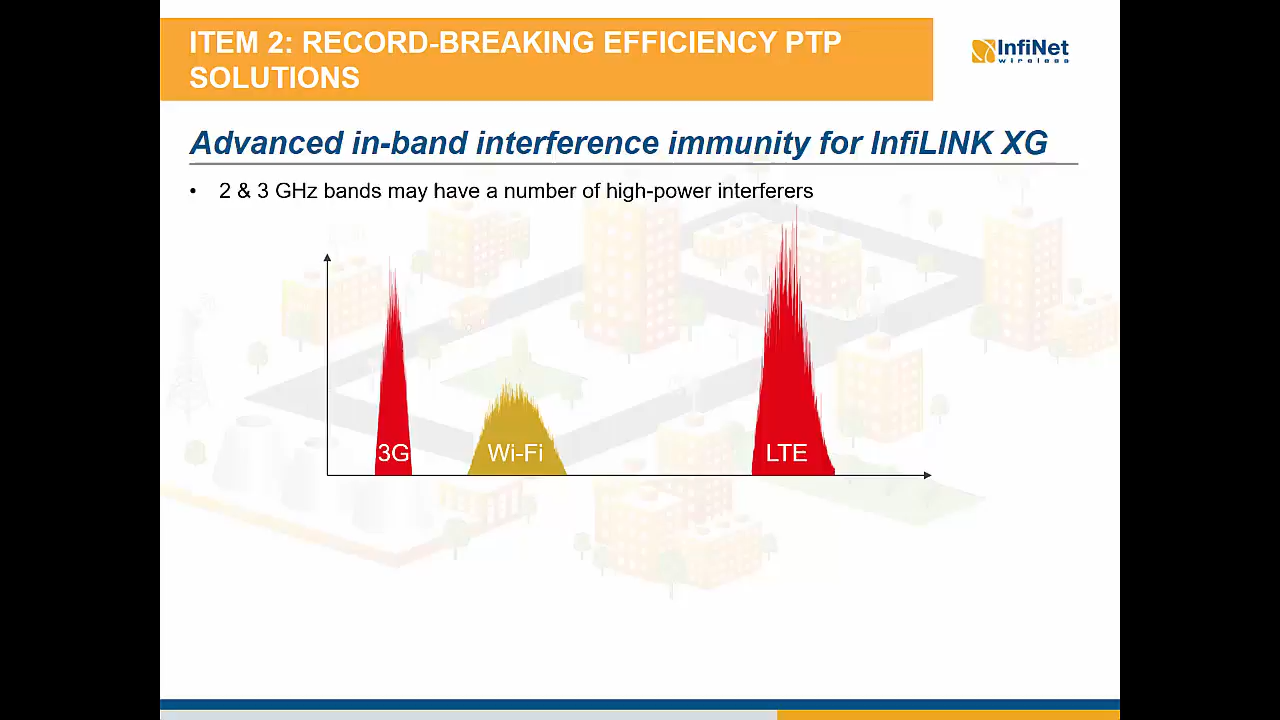 ITEM 2: RECORD-BREAKING EFFICIENCY PTP
SOLUTIONS
InfiNet
wireless
Advanced in-band interference immunity for InfiLINK XG
• 2 & 3 GHz bands may have a number of high-power interferers
3G
Wi-Fi
LTE